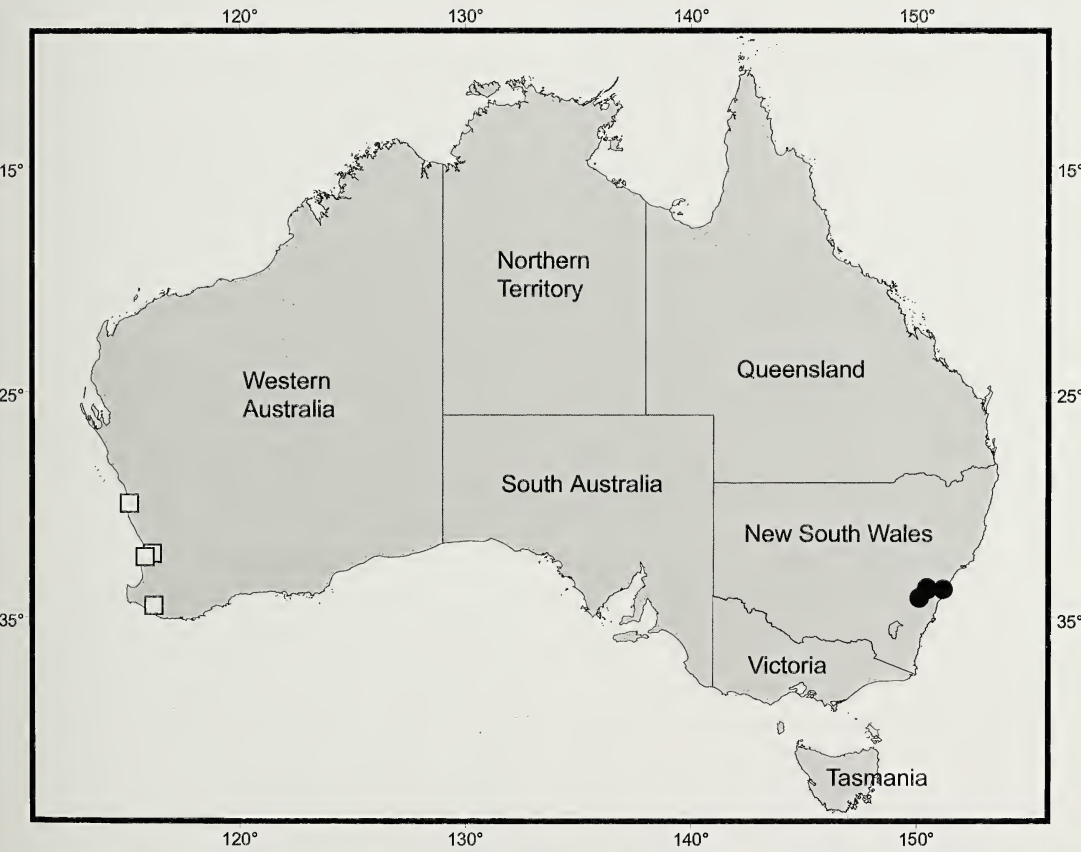 120° 130° 140° 150°
15° 15°
Northern
Territory
Queensland
Western
Australia
25° 25°
South Australia
New South Wales
35° 35°
Victoria
Tasmania
120° 130° 140° 150°